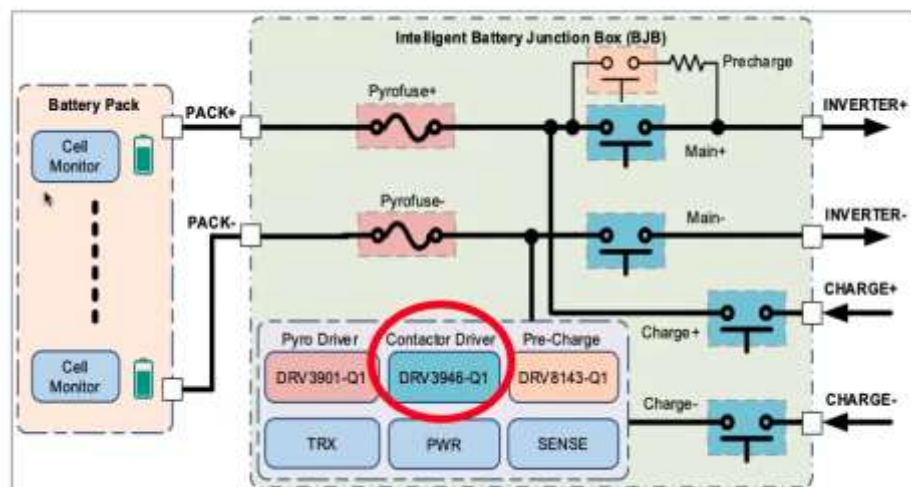 Intelligent Battery Junction Box (BJB)
Battery Pack
Cell
Monitor
Cell
Monitor
PACK+
PACK-
Pyrofuse+
Pyrofuse-
Precharge
Main+
Main-
INVERTER+
INVERTER-
CHARGE+
CHARGE-
Charge+
Charge-
Pyro Driver
Contactor Driver
Pre-Charge
DRV3901-Q1
DRV3946-Q1
DRV8143-Q1
TRX
PWR
SENSE